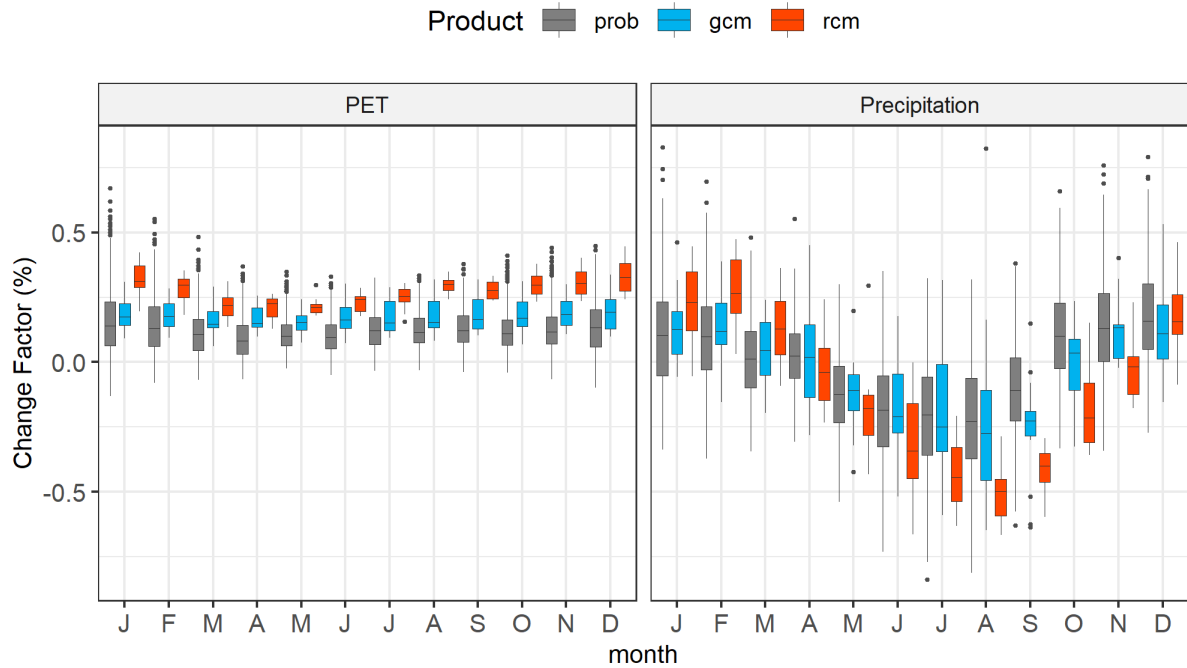 Product prob gcm rcm
PET Precipitation
Change Factor (%)
0.5
0.0
-0.5
J F M A M J J A S O N D J F M A M J J A S O N D
month